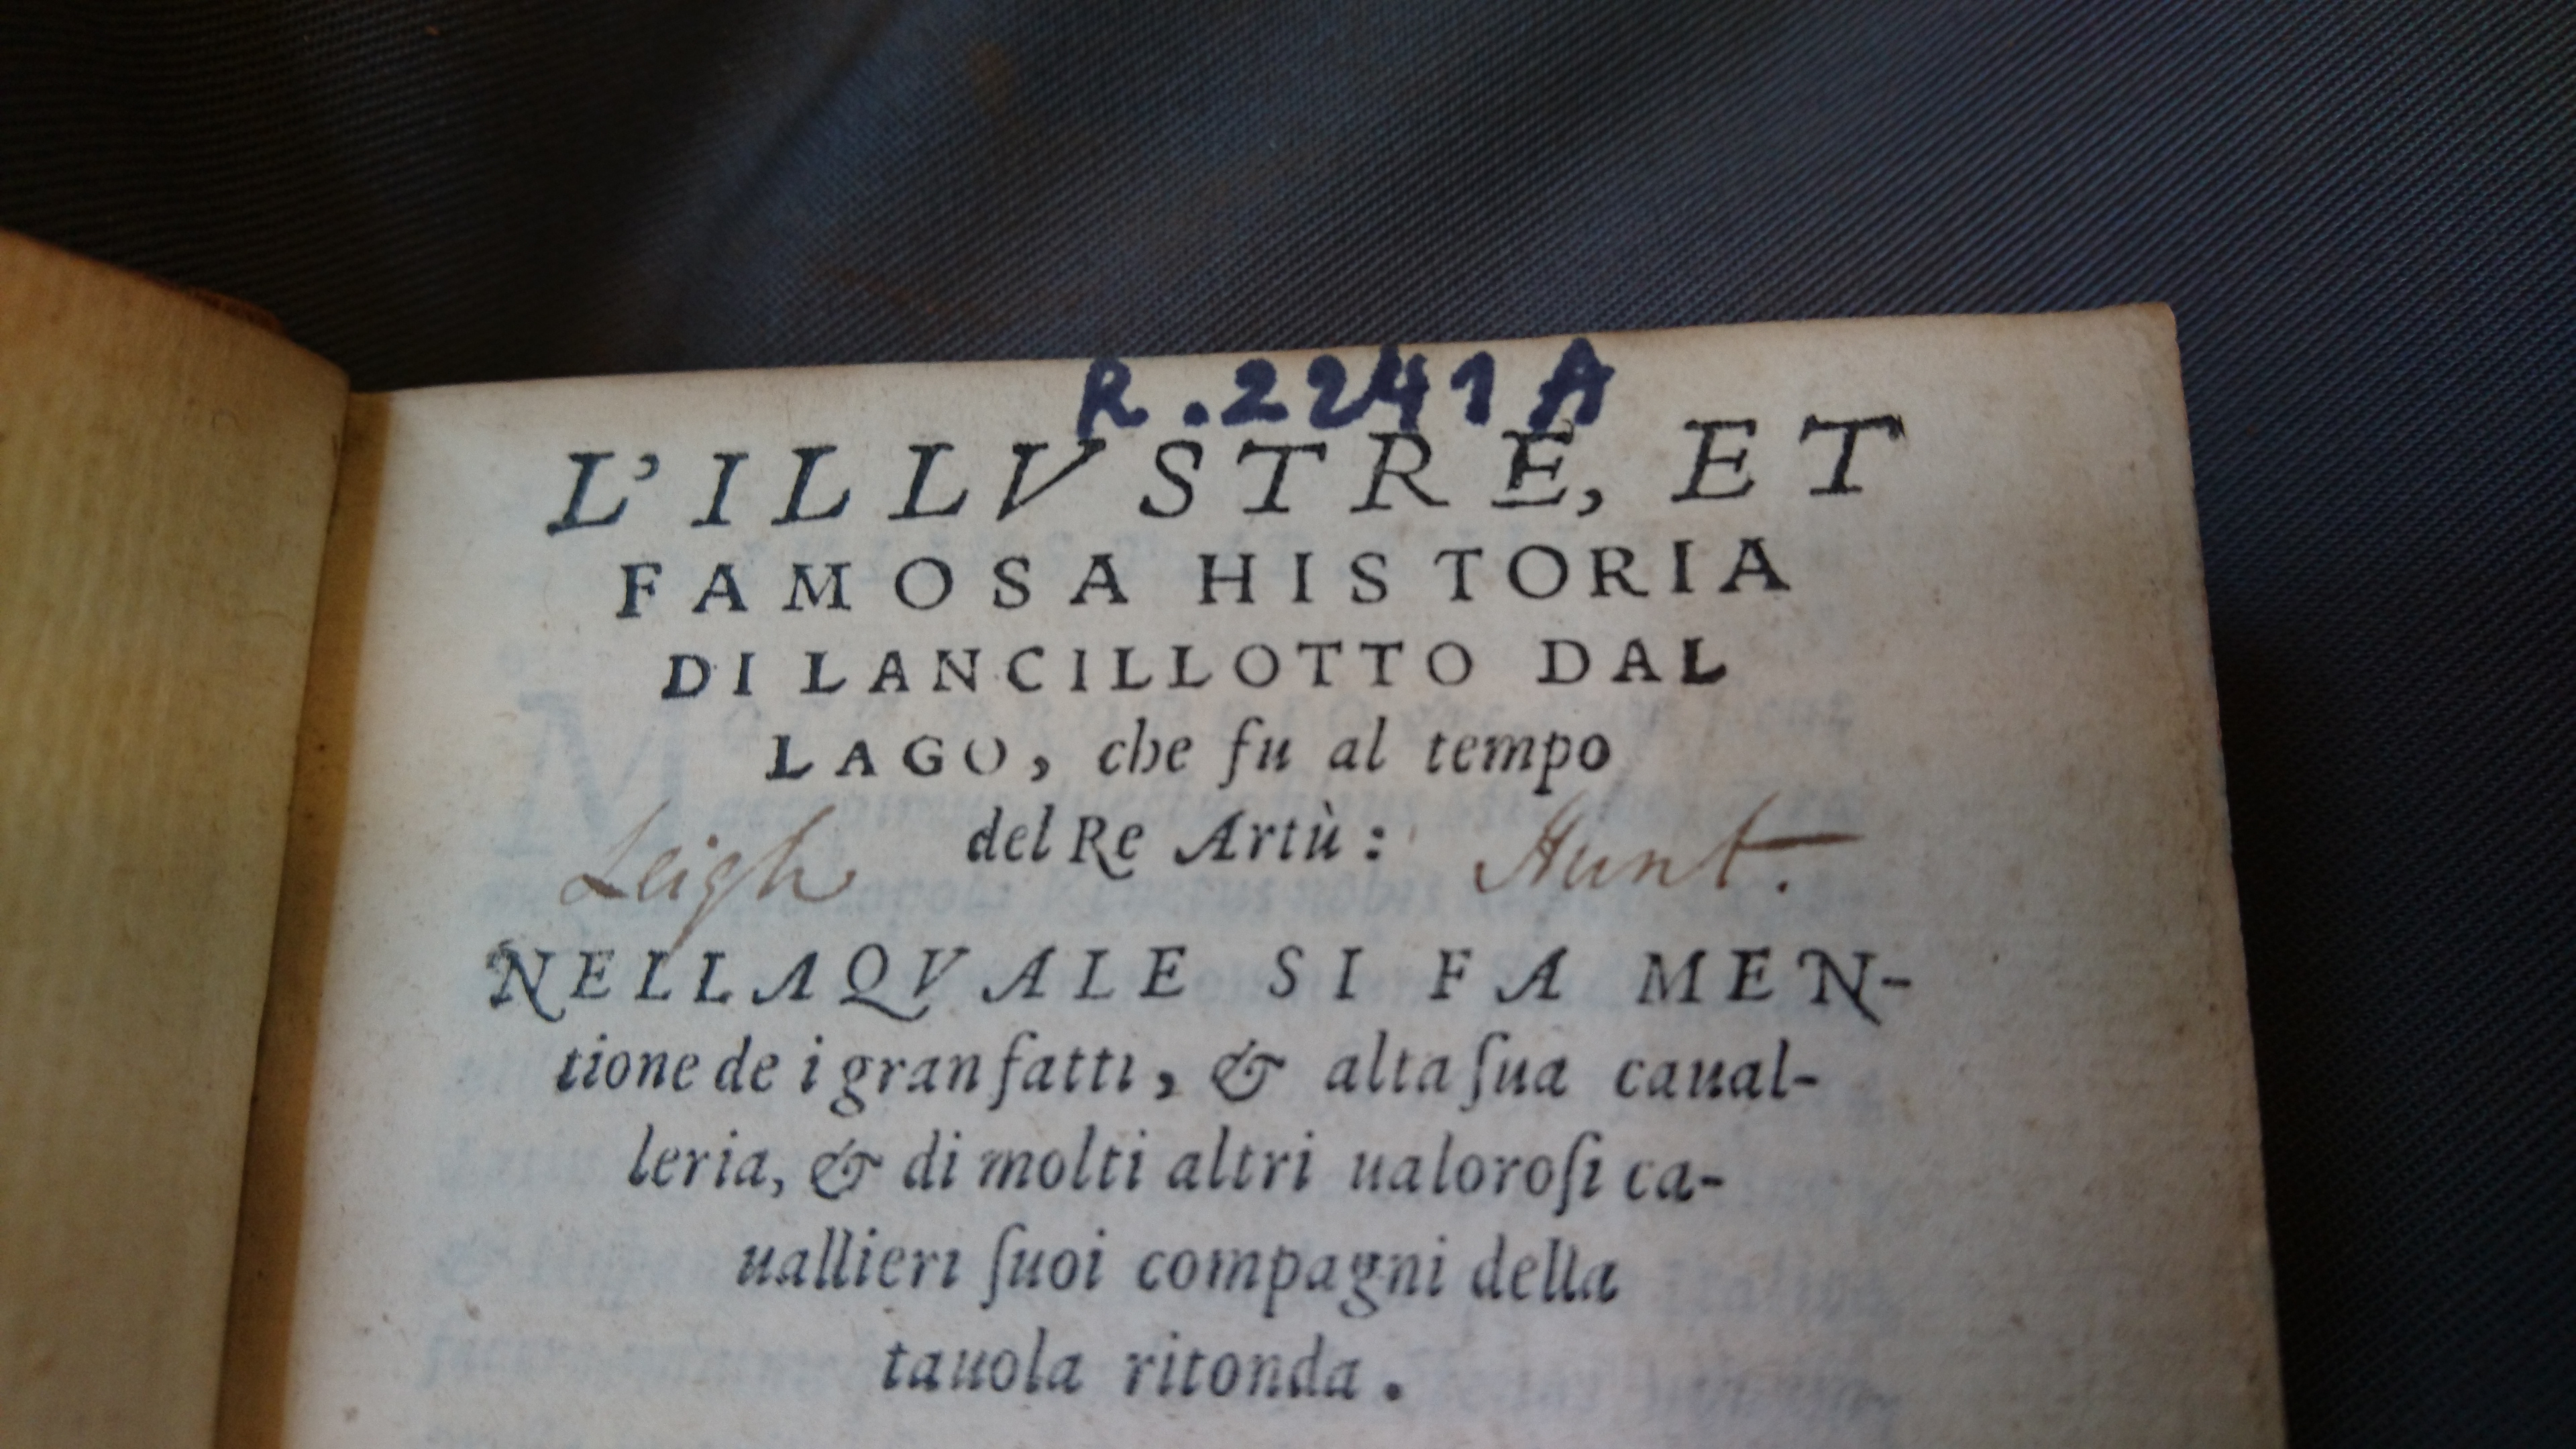 R.2241A
L'ILLVSTRE, ET
FAMOSA HISTORIA
DI LANCILLOTTO DAL
LAGO, che fu al tempo
del Re Artù:
Leigh Hunt.
NELLA QVALE SI FA MEN-
tione de i gran fatti, & alta ſua caual-
leria, & di molti altri ualoroſi ca-
uallieri ſuoi compagni della
tauola ritonda.